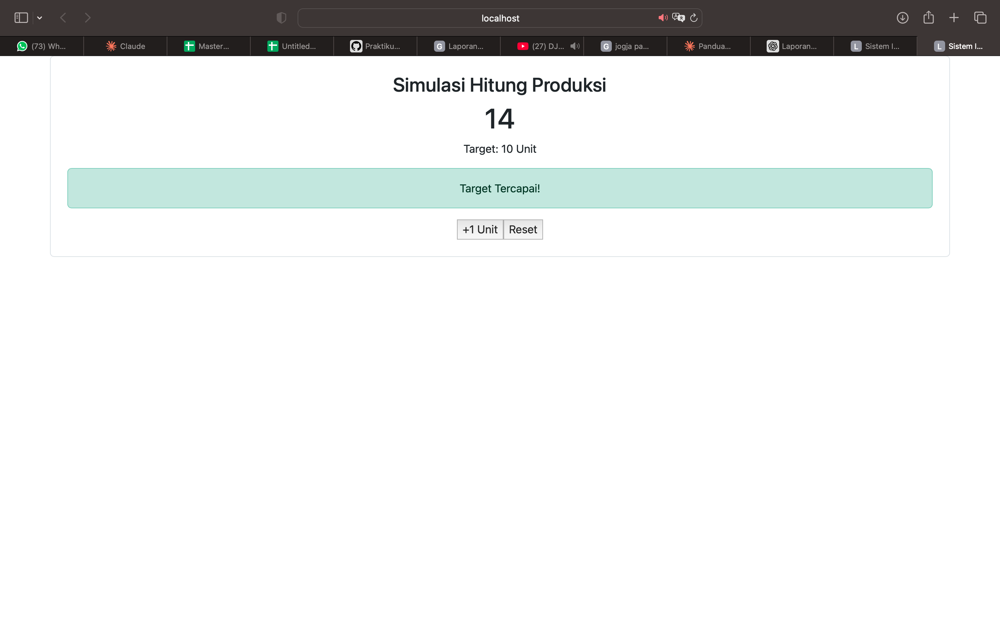 localhost
(73) Wh...
Claude
Master...
Untitled...
Praktiku...
G Laporan...
(27) DJ...
G jogja pa...
Pandua...
Laporan...
L Sistem I...
L Sistem I...
Simulasi Hitung Produksi
14
Target: 10 Unit
Target Tercapai!
+1 Unit
Reset